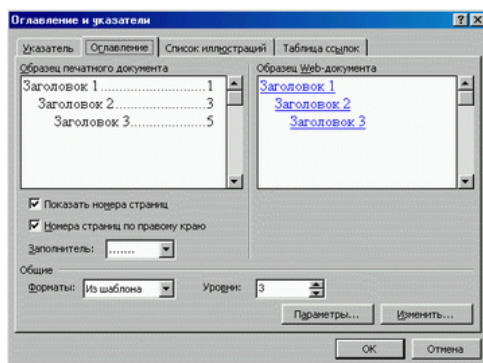 Оглавление и указатели
Указатель Оглавление Список иллюстраций Таблица ссылок
Образец печатного документа
Заголовок 1.......................1
Заголовок 2...................3
Заголовок 3...............5
Образец Web-документа
Заголовок 1
Заголовок 2
Заголовок 3
Показать номера страниц
Номера страниц по правому краю
Заполнитель: .......
Общие
Форматы: Из шаблона Уровни: 3
Параметры... Изменить...
ОК Отмена